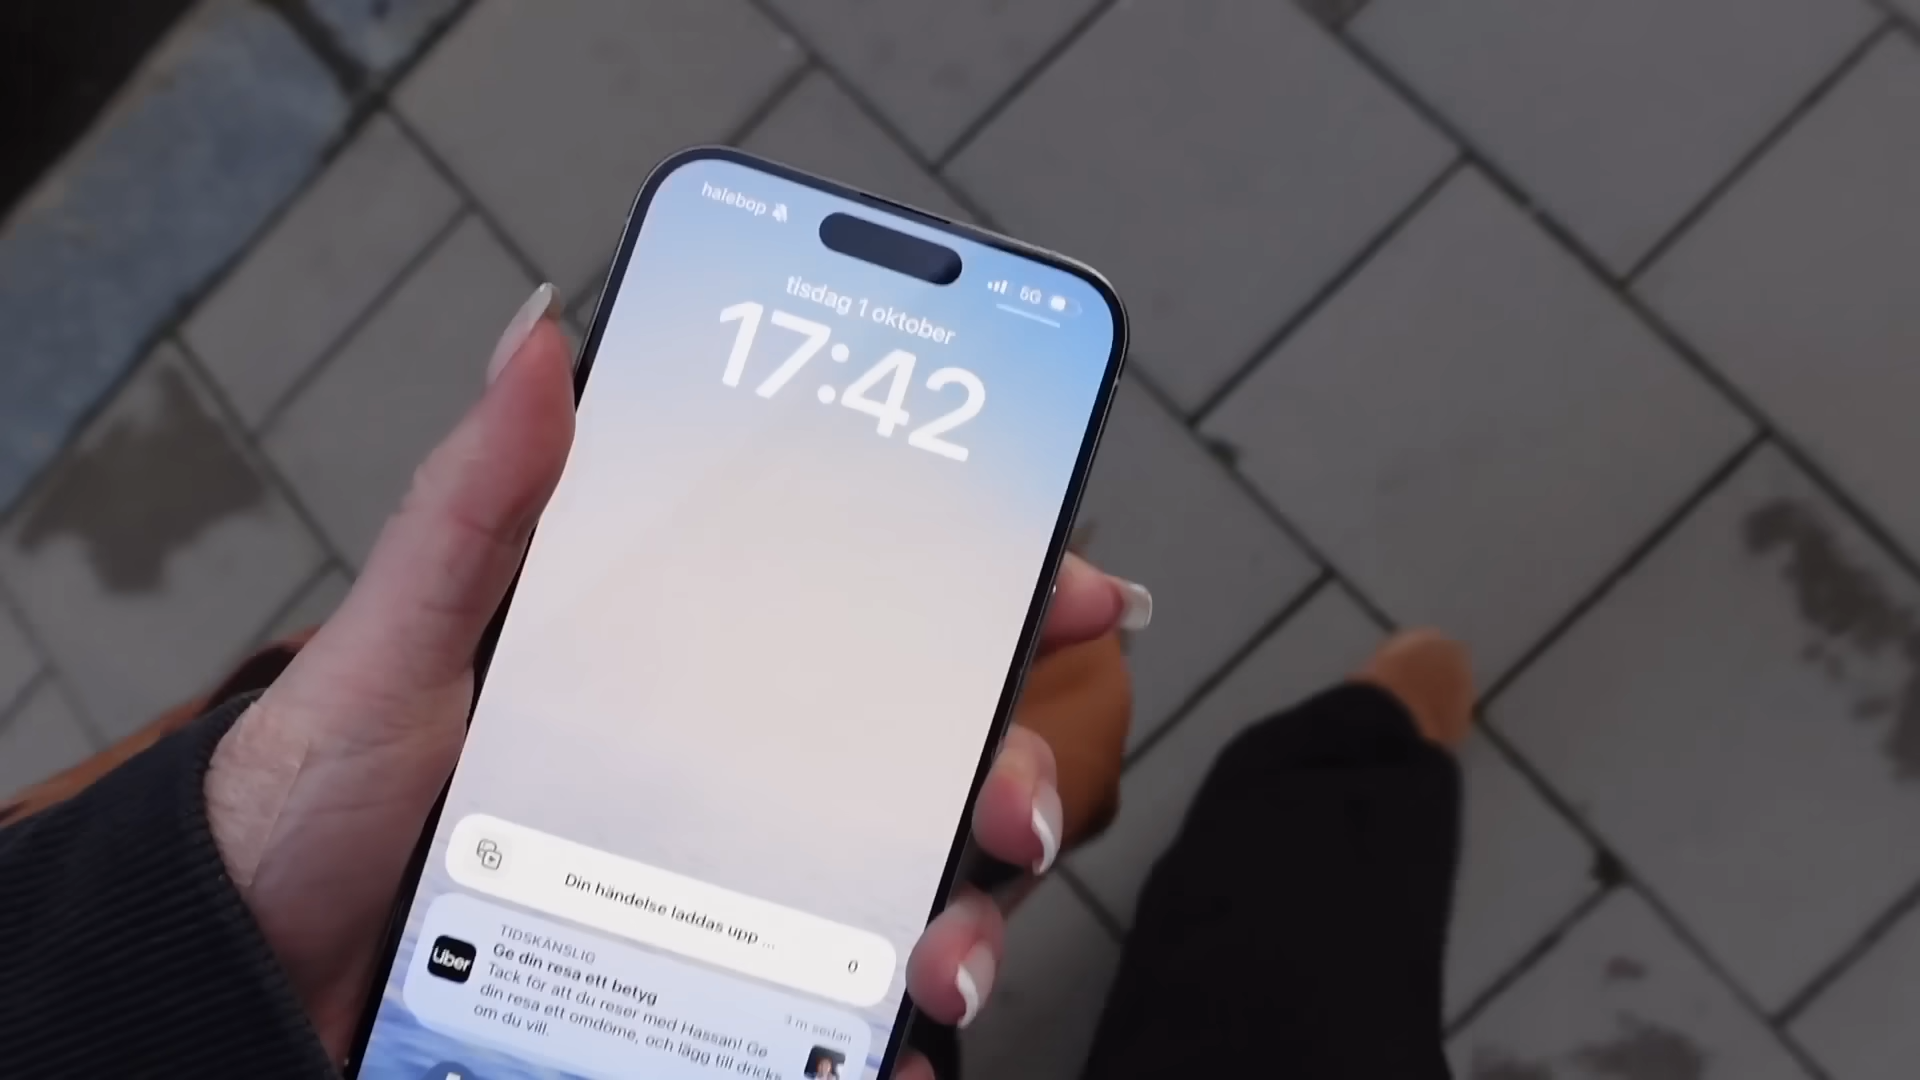 halebop
5G
tisdag 1 oktober
17:42
Din händelse laddas upp ...
0
TIDSKÄNSLIG
Uber
Ge din resa ett betyg
3 m sedan
Tack för att du reser med Hassan! Ge
din resa ett omdöme, och lägg till dricks
om du vill.